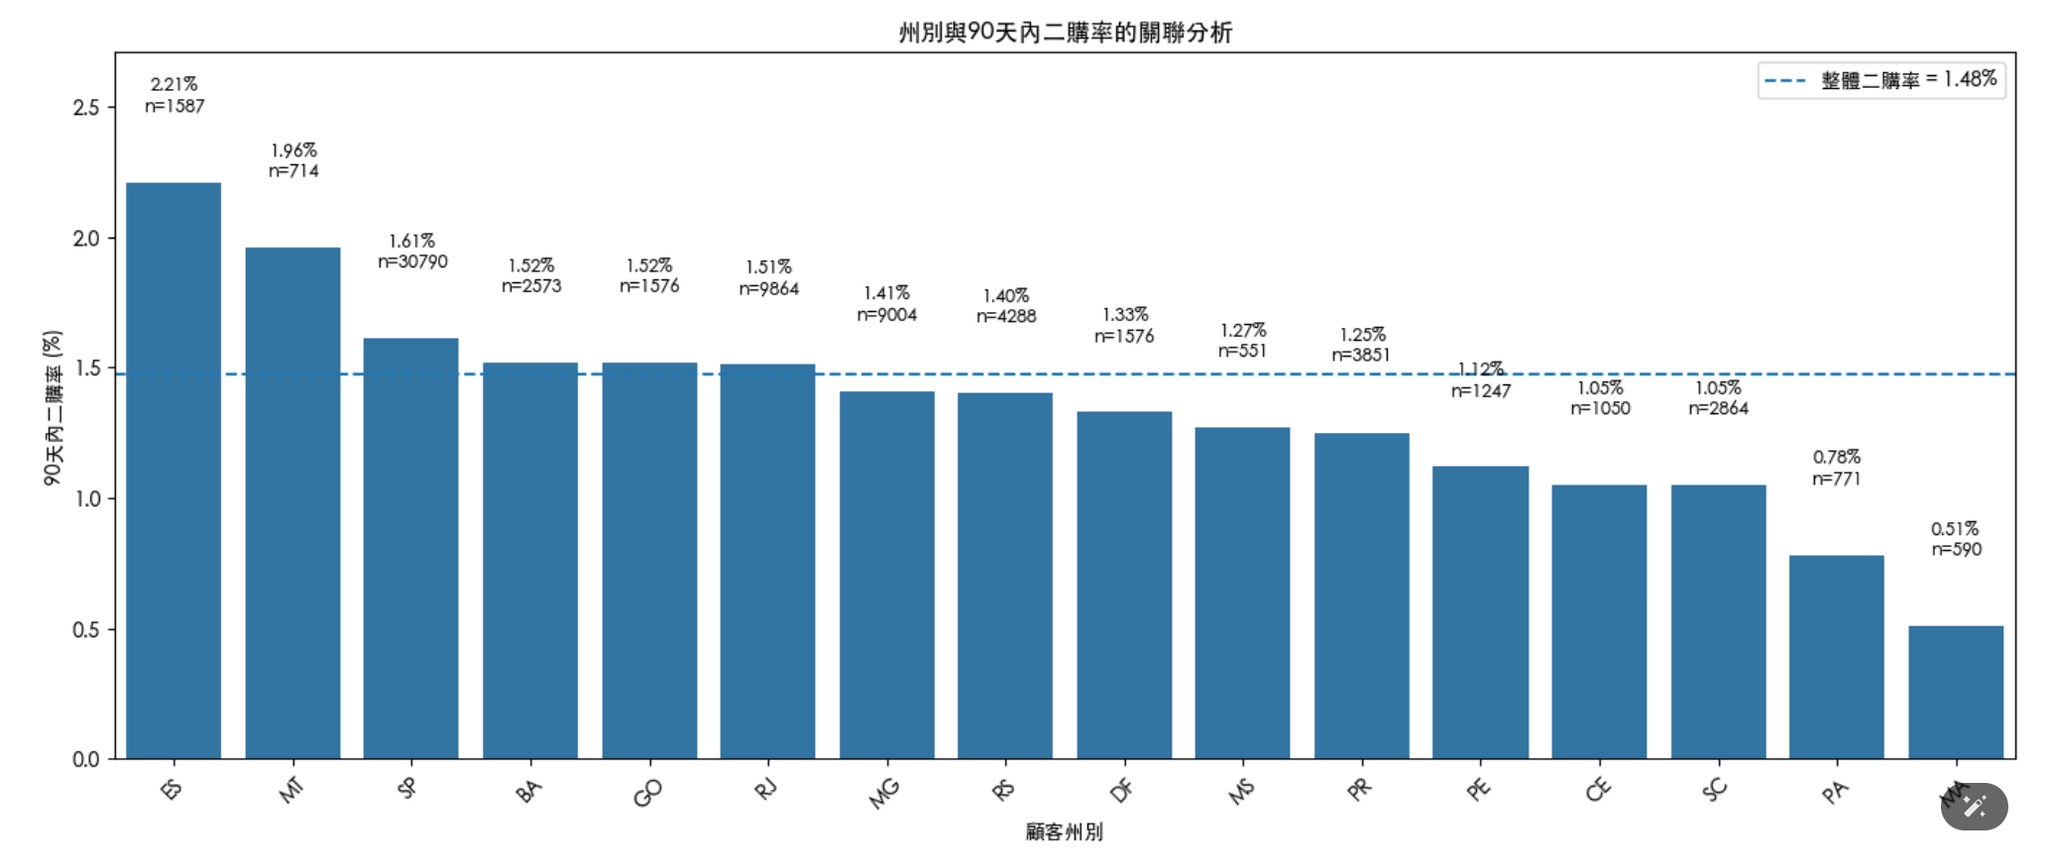 州別與90天內二購率的關聯分析
整體二購率 = 1.48%
90天內二購率 (%)
2.5
2.0
1.5
1.0
0.5
0.0
2.21%
n=1587
1.96%
n=714
1.61%
n=30790
1.52%
n=2573
1.52%
n=1576
1.51%
n=9864
1.41%
n=9004
1.40%
n=4288
1.33%
n=1576
1.27%
n=551
1.25%
n=3851
1.12%
n=1247
1.05%
n=1050
1.05%
n=2864
0.78%
n=771
0.51%
n=590
ES
MT
SP
BA
GO
RJ
MG
RS
DF
MS
PR
PE
CE
SC
PA
MA
顧客州別